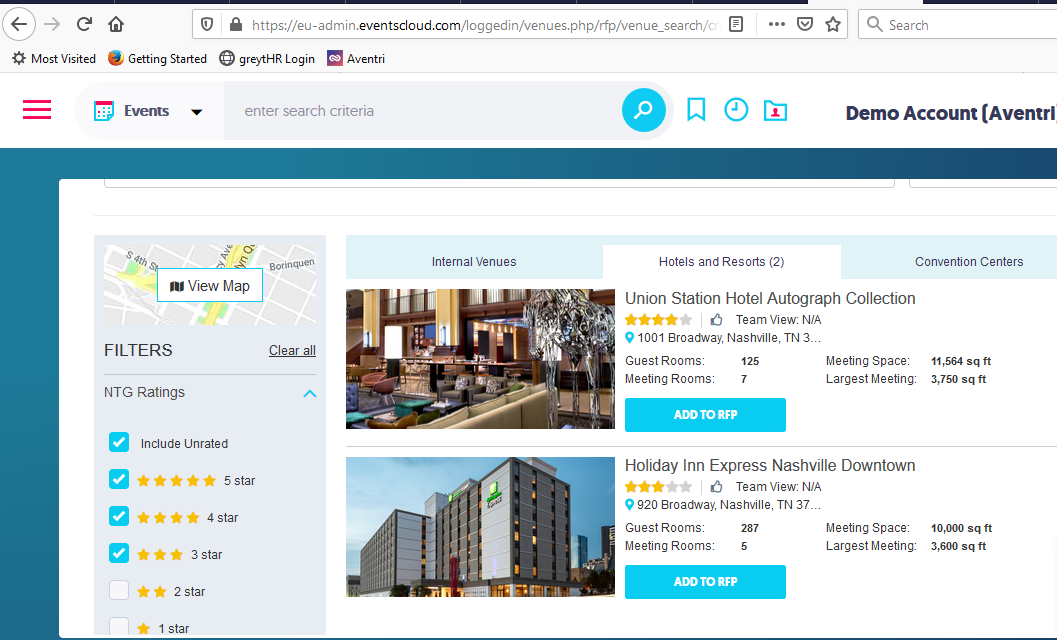 https://eu-admin.eventscloud.com/loggedin/venues.php/rfp/venue_search/cr
Search
Most Visited Getting Started greytHR Login Aventri
Events
enter search criteria
Demo Account (Aventri
S 4th St
Borinquen
View Map
FILTERS Clear all
NTG Ratings
Include Unrated
5 star
4 star
3 star
2 star
1 star
Internal Venues Hotels and Resorts (2) Convention Centers
Union Station Hotel Autograph Collection
Team View: N/A
1001 Broadway, Nashville, TN 3...
Guest Rooms: 125 Meeting Space: 11,564 sq ft
Meeting Rooms: 7 Largest Meeting: 3,750 sq ft
ADD TO RFP
Holiday Inn Express Nashville Downtown
Team View: N/A
920 Broadway, Nashville, TN 37...
Guest Rooms: 287 Meeting Space: 10,000 sq ft
Meeting Rooms: 5 Largest Meeting: 3,600 sq ft
ADD TO RFP